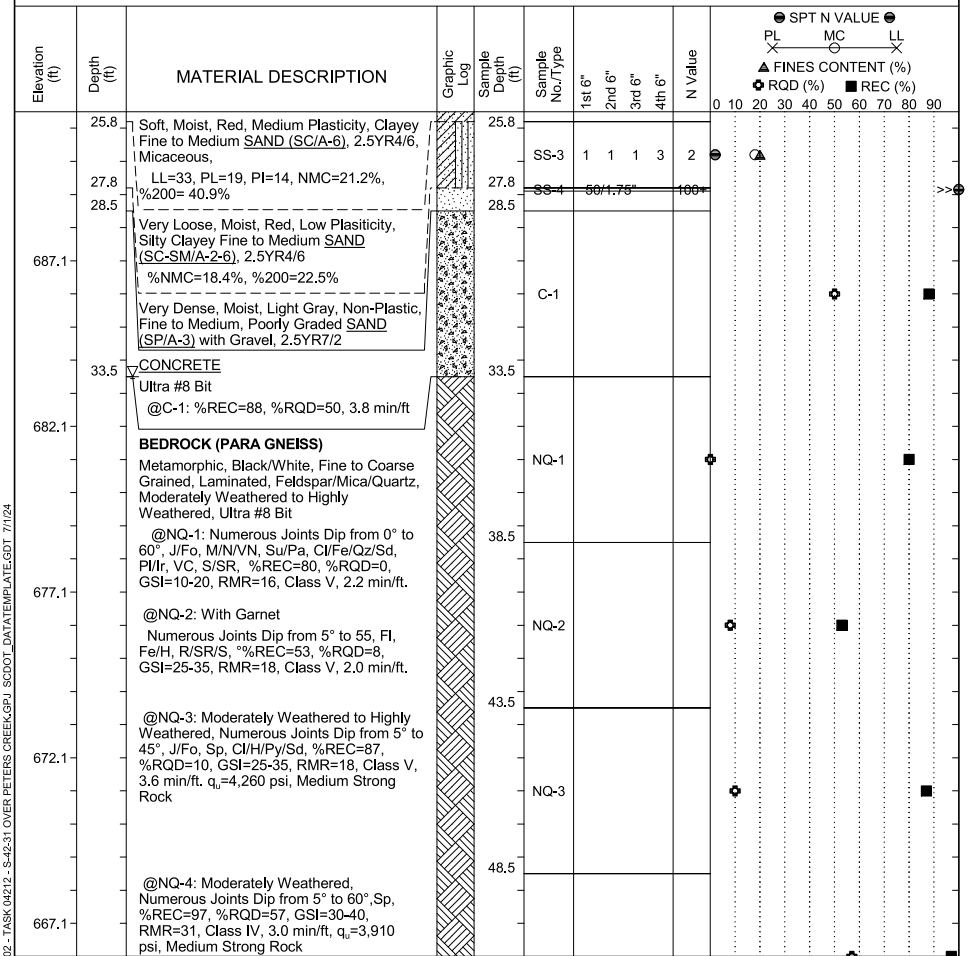 SPT N VALUE
PL MC LL
FINES CONTENT (%)
RQD (%) REC (%)
Elevation (ft)
Depth (ft)
MATERIAL DESCRIPTION
Graphic Log
Sample Depth (ft)
Sample No./Type
1st 6"
2nd 6"
3rd 6"
4th 6"
N Value
0 10 20 30 40 50 60 70 80 90
25.8
Soft, Moist, Red, Medium Plasticity, Clayey
Fine to Medium SAND (SC/A-6), 2.5YR4/6,
Micaceous,
LL=33, PL=19, PI=14, NMC=21.2%,
%200= 40.9%
25.8
SS-3 1 1 1 3 2
27.8
27.8
SS-4 50/1.75" 100+
>>
28.5
28.5
Very Loose, Moist, Red, Low Plasiticity,
Silty Clayey Fine to Medium SAND
(SC-SM/A-2-6), 2.5YR4/6
%NMC=18.4%, %200=22.5%
687.1
C-1
Very Dense, Moist, Light Gray, Non-Plastic,
Fine to Medium, Poorly Graded SAND
(SP/A-3) with Gravel, 2.5YR7/2
33.5
33.5
CONCRETE
Ultra #8 Bit
@C-1: %REC=88, %RQD=50, 3.8 min/ft
682.1
BEDROCK (PARA GNEISS)
Metamorphic, Black/White, Fine to Coarse
Grained, Laminated, Feldspar/Mica/Quartz,
Moderately Weathered to Highly
Weathered, Ultra #8 Bit
NQ-1
@NQ-1: Numerous Joints Dip from 0° to
60°, J/Fo, M/N/VN, Su/Pa, Cl/Fe/Qz/Sd,
Pl/Ir, VC, S/SR, %REC=80, %RQD=0,
GSI=10-20, RMR=16, Class V, 2.2 min/ft.
38.5
677.1
@NQ-2: With Garnet
Numerous Joints Dip from 5° to 55, Fl,
Fe/H, R/SR/S, °%REC=53, %RQD=8,
GSI=25-35, RMR=18, Class V, 2.0 min/ft.
NQ-2
43.5
@NQ-3: Moderately Weathered to Highly
Weathered, Numerous Joints Dip from 5° to
45°, J/Fo, Sp, Cl/H/Py/Sd, %REC=87,
%RQD=10, GSI=25-35, RMR=18, Class V,
3.6 min/ft. qu=4,260 psi, Medium Strong
Rock
672.1
NQ-3
48.5
@NQ-4: Moderately Weathered,
Numerous Joints Dip from 5° to 60°,Sp,
%REC=97, %RQD=57, GSI=30-40,
RMR=31, Class IV, 3.0 min/ft, qu=3,910
psi, Medium Strong Rock
667.1
02 - TASK 04212 - S-42-31 OVER PETERS CREEK.GPJ SCDOT_DATATEMPLATE.GDT 7/1/24